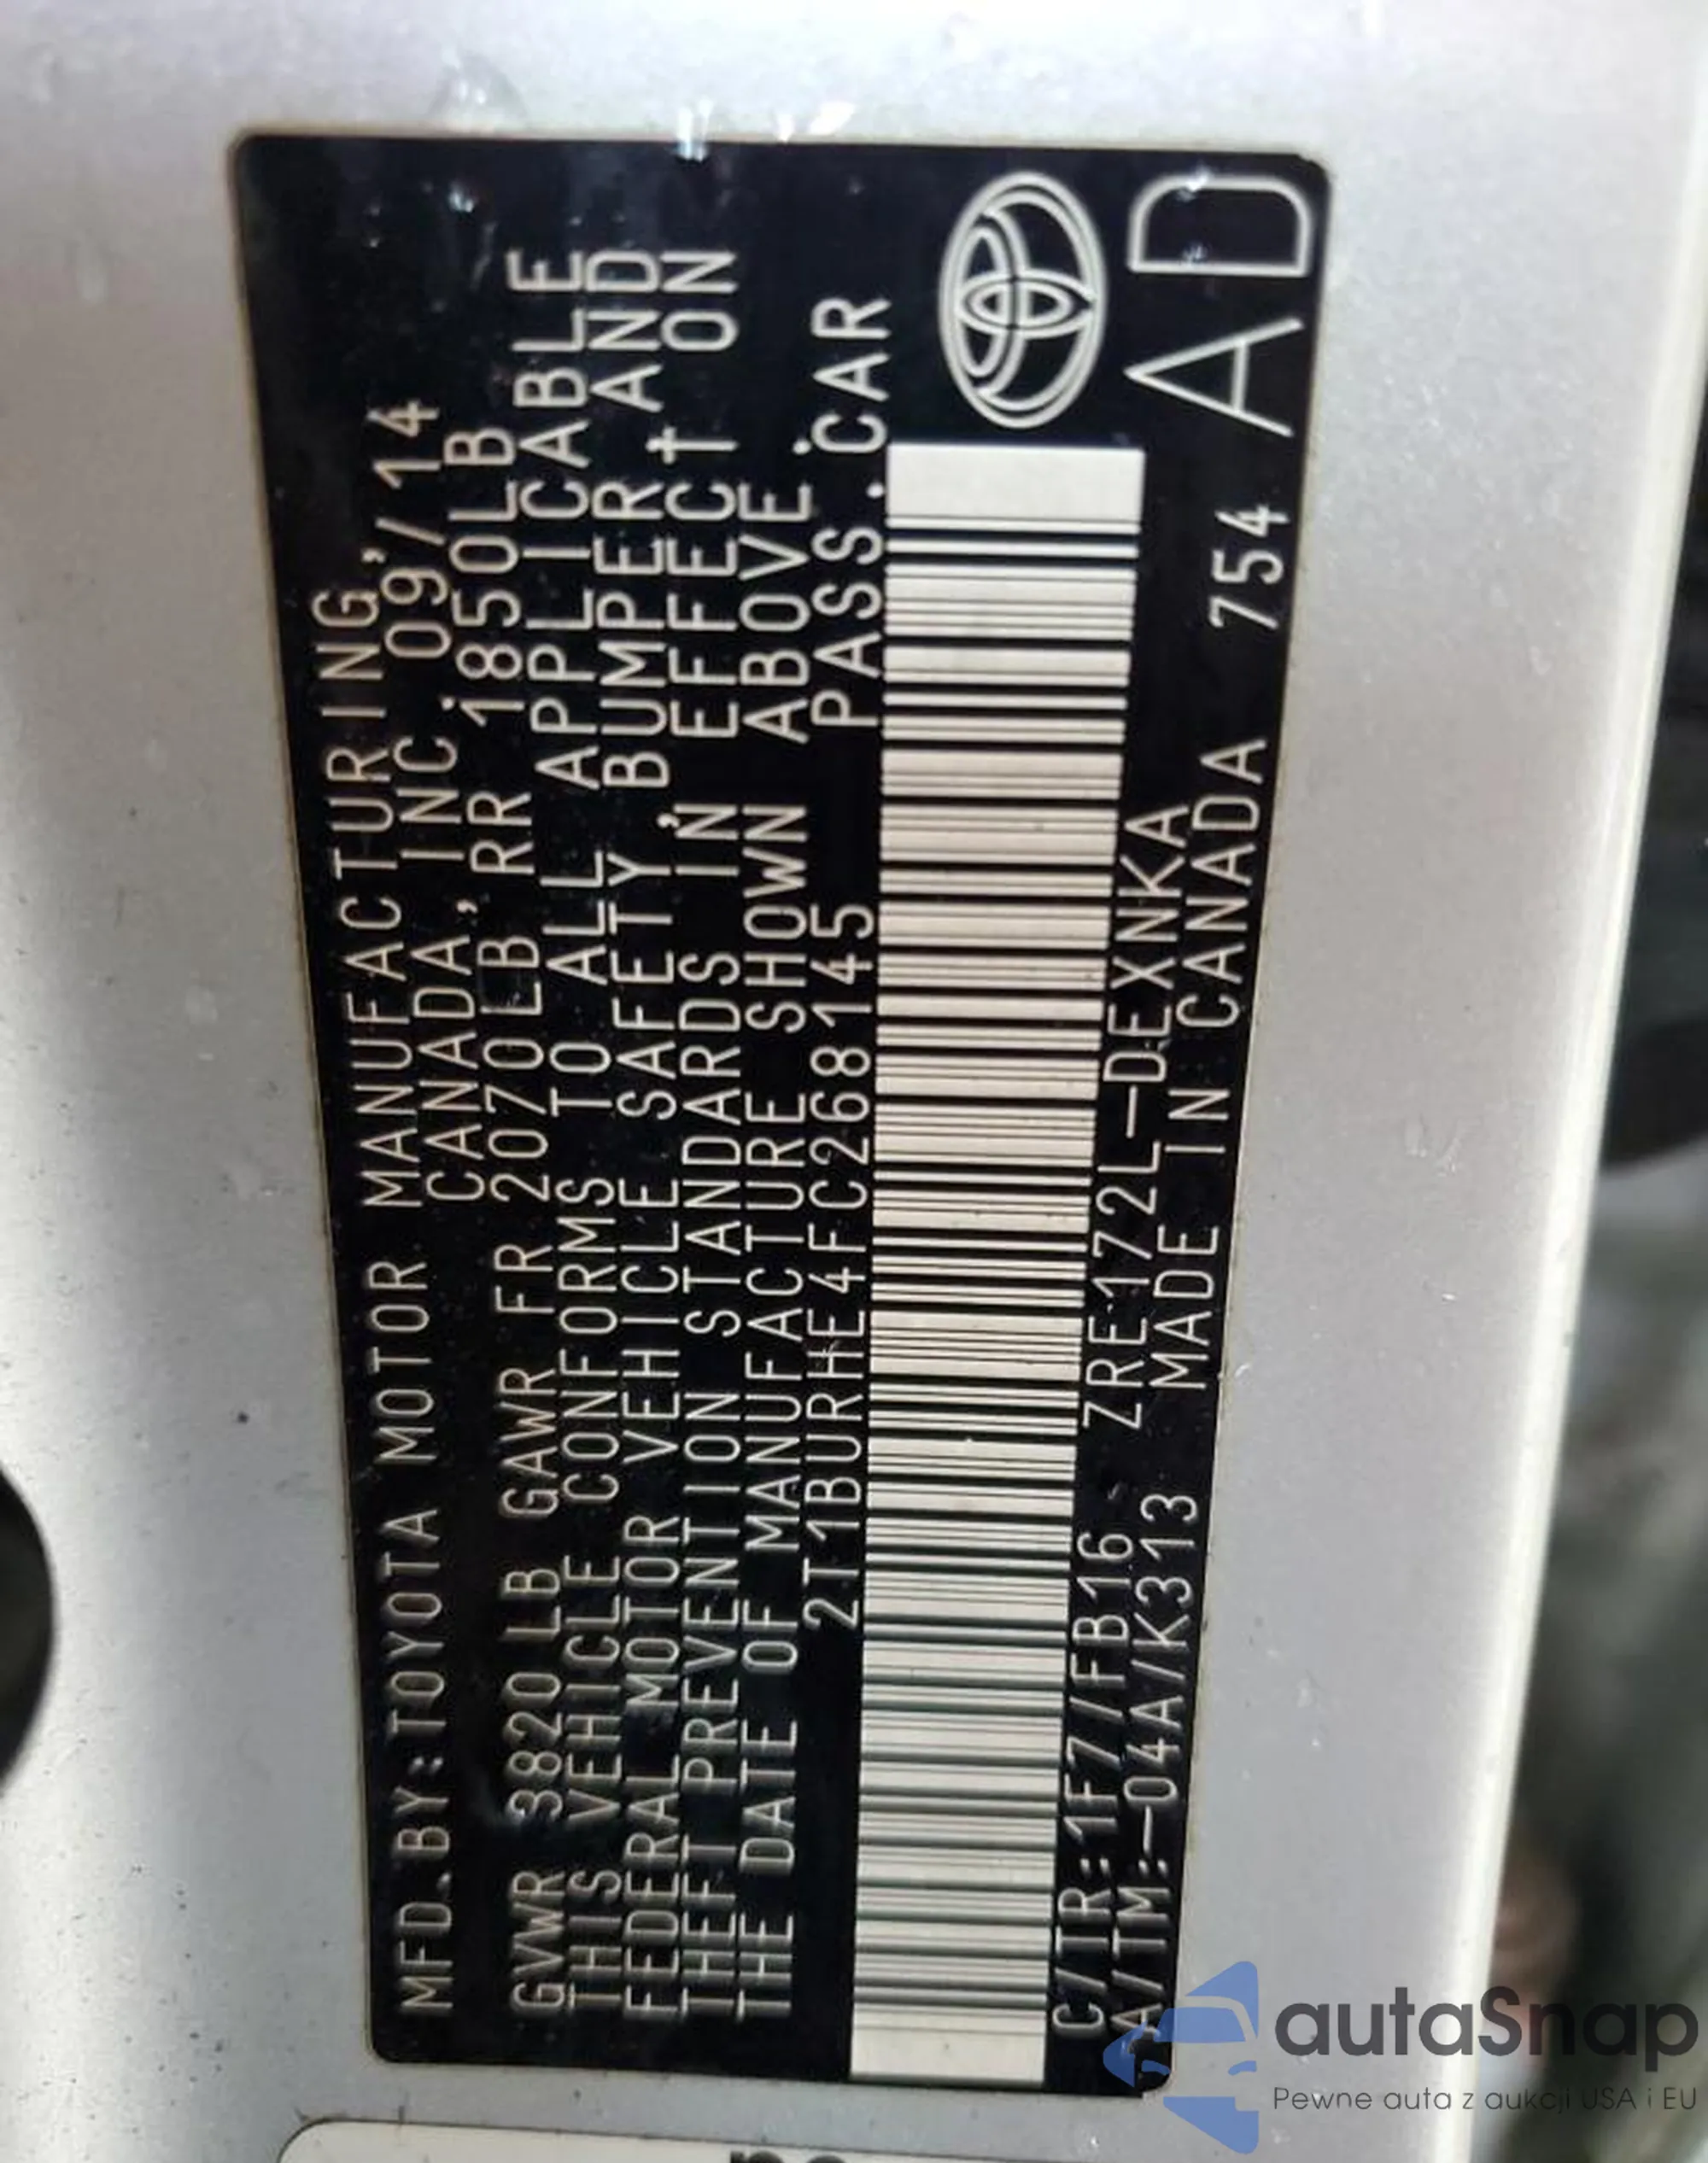 MFD.BY:TOYOTA MOTOR MANUFACTURING,
CANADA, INC. 09/14
GVWR 3820 LB GAWR FR 2070LB, RR 1850LB
THIS VEHICLE CONFORMS TO ALL APPLICABLE
FEDERAL MOTOR VEHICLE SAFETY, BUMPER, AND
THEFT PREVENTION STANDARDS IN EFFECT ON
THE DATE OF MANUFACTURE SHOWN ABOVE.
2T1BURHE4FC268145 PASS.CAR
C/TR:1F7/FB16 ZRE172L-DEXNKA
A/TM:-04A/K313 MADE IN CANADA 754 AD
autaSnap
Pewne auta z aukcji USA i EU